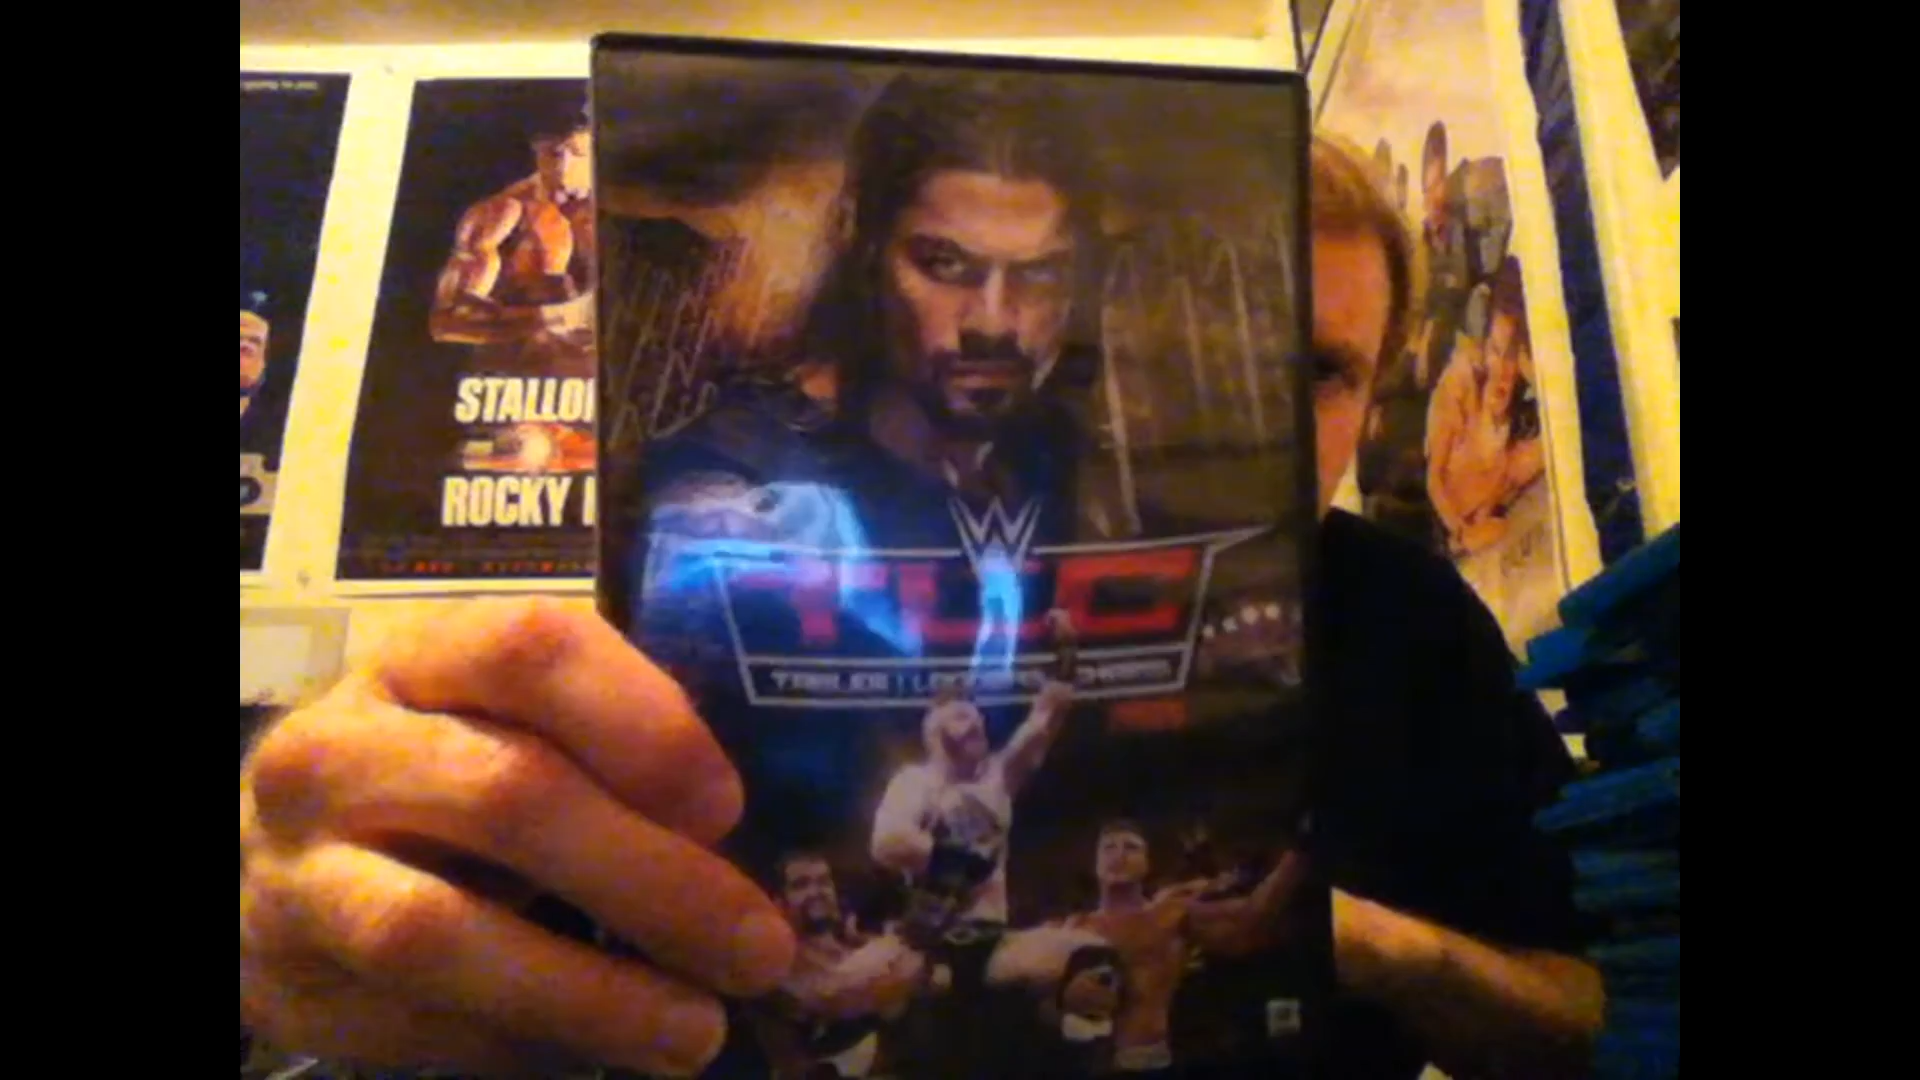 STALLO
ROCKY I
W
TLC
TABLES | LADDERS
CHAIRS